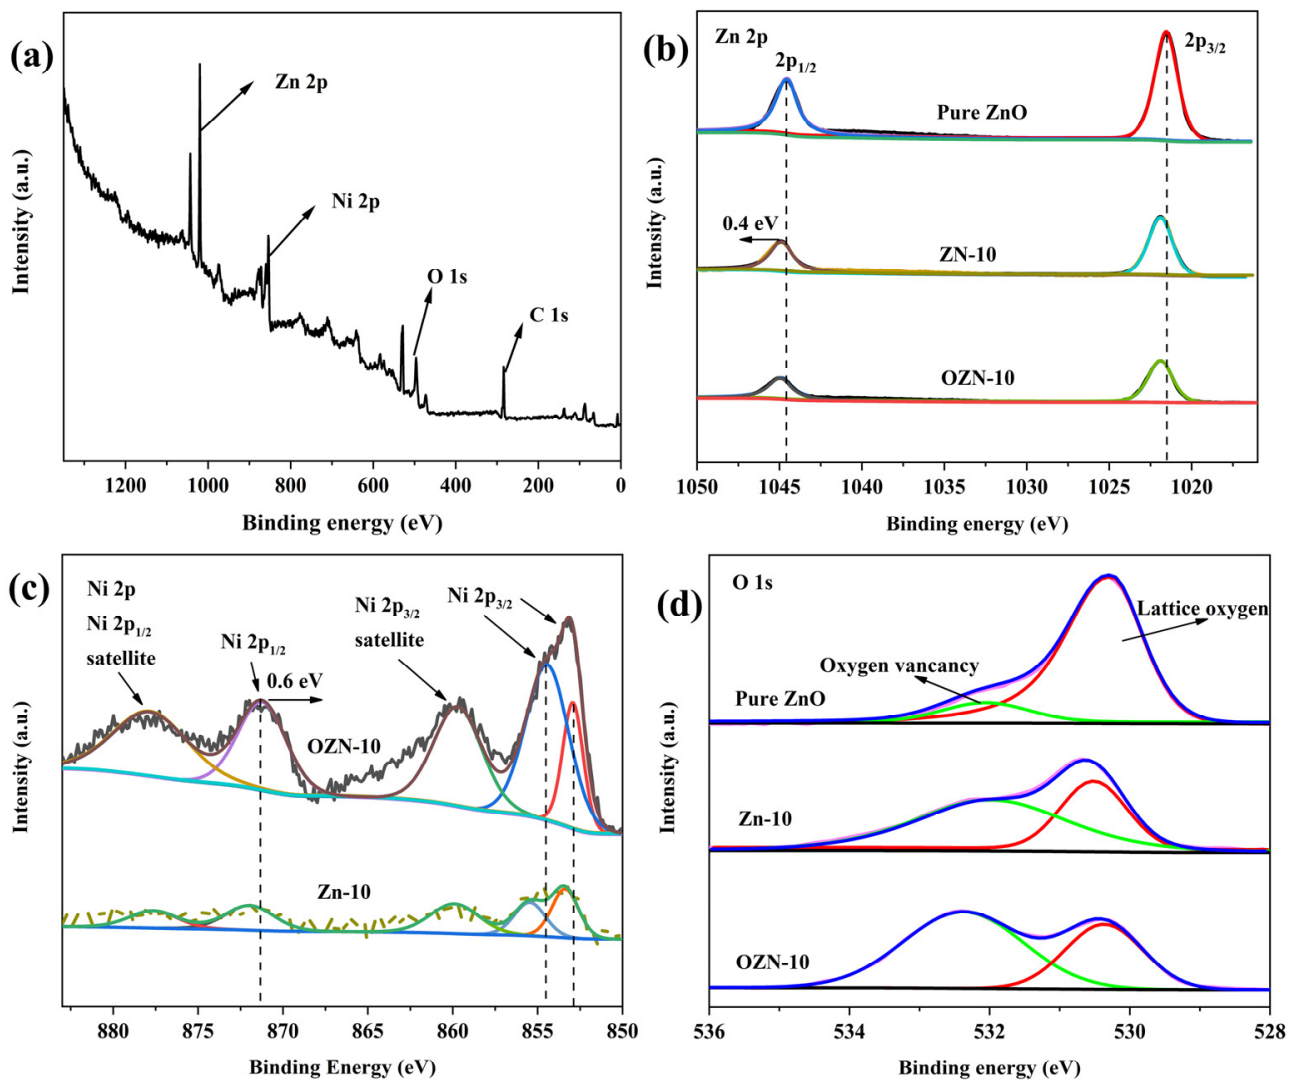 (a)
Zn 2p
Ni 2p
O 1s
C 1s
Intensity (a.u.)
1200 1000 800 600 400 200 0
Binding energy (eV)
(b)
Zn 2p
2p1/2
2p3/2
Pure ZnO
0.4 eV
ZN-10
OZN-10
Intensity (a.u.)
1050 1045 1040 1035 1030 1025 1020
Binding energy (eV)
(c)
Ni 2p
Ni 2p1/2
satellite
Ni 2p1/2
0.6 eV
Ni 2p3/2
satellite
Ni 2p3/2
OZN-10
Zn-10
Intensity (a.u.)
880 875 870 865 860 855 850
Binding Energy (eV)
(d)
O 1s
Lattice oxygen
Oxygen vancancy
Pure ZnO
Zn-10
OZN-10
Intensity (a.u.)
536 534 532 530 528
Binding energy (eV)